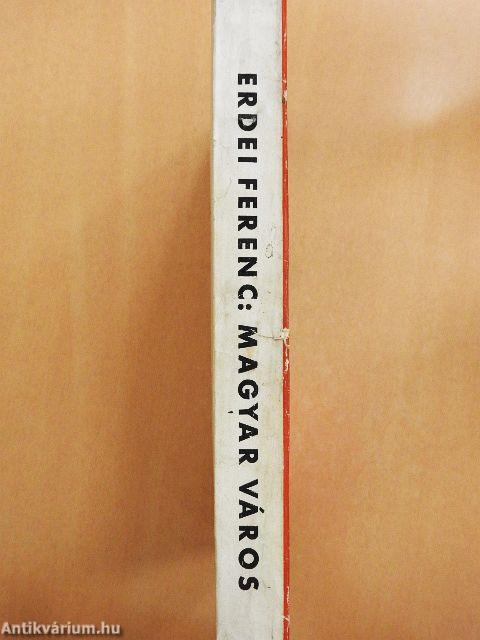 ERDEI FERENC: MAGYAR VÁROS
Antikvárium.hu